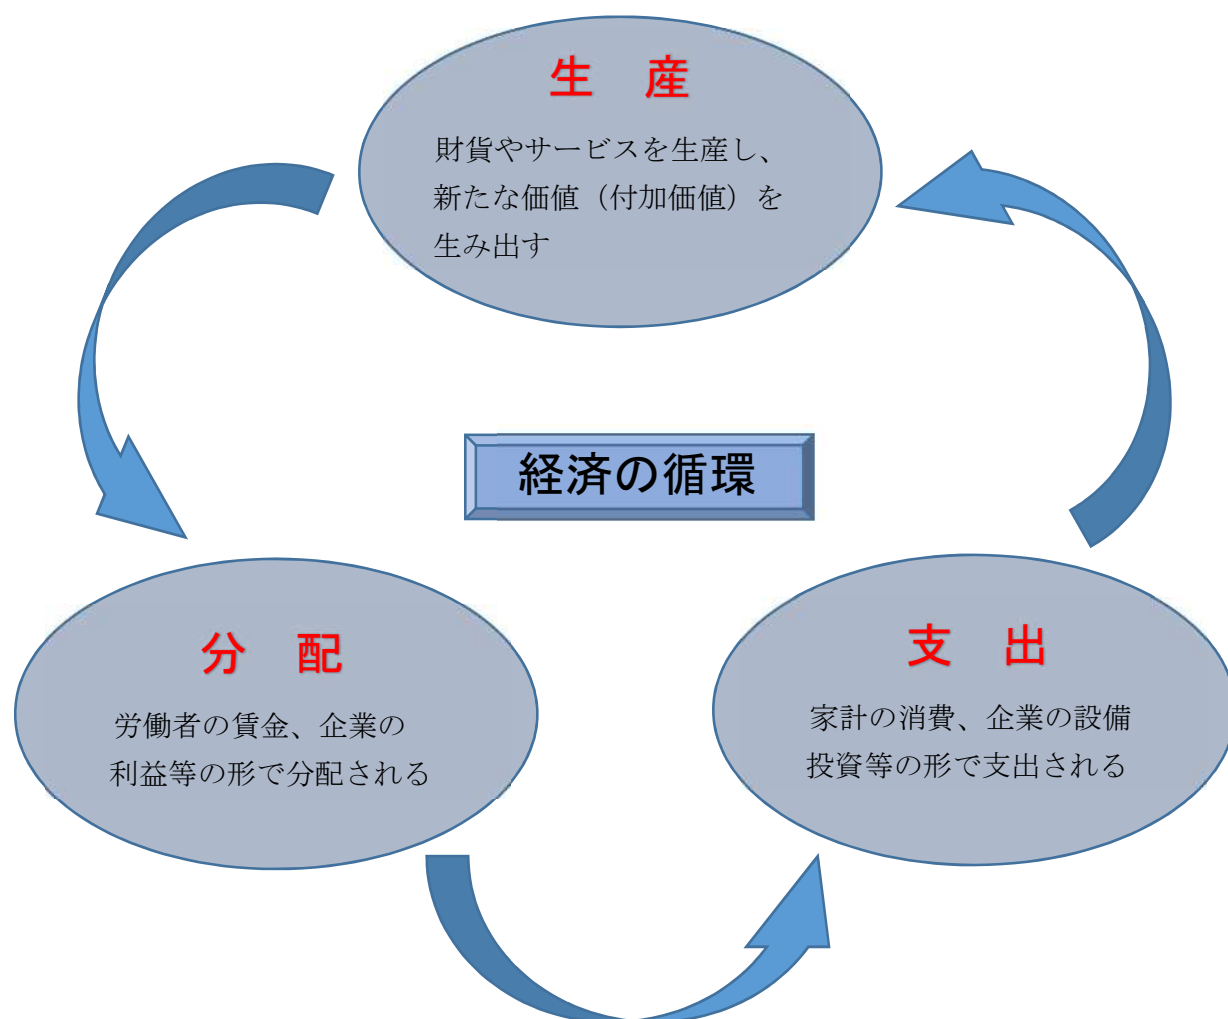 生　産
財貨やサービスを生産し、
新たな価値（付加価値）を
生み出す
経済の循環
分　配
労働者の賃金、企業の
利益等の形で分配される
支　出
家計の消費、企業の設備
投資等の形で支出される